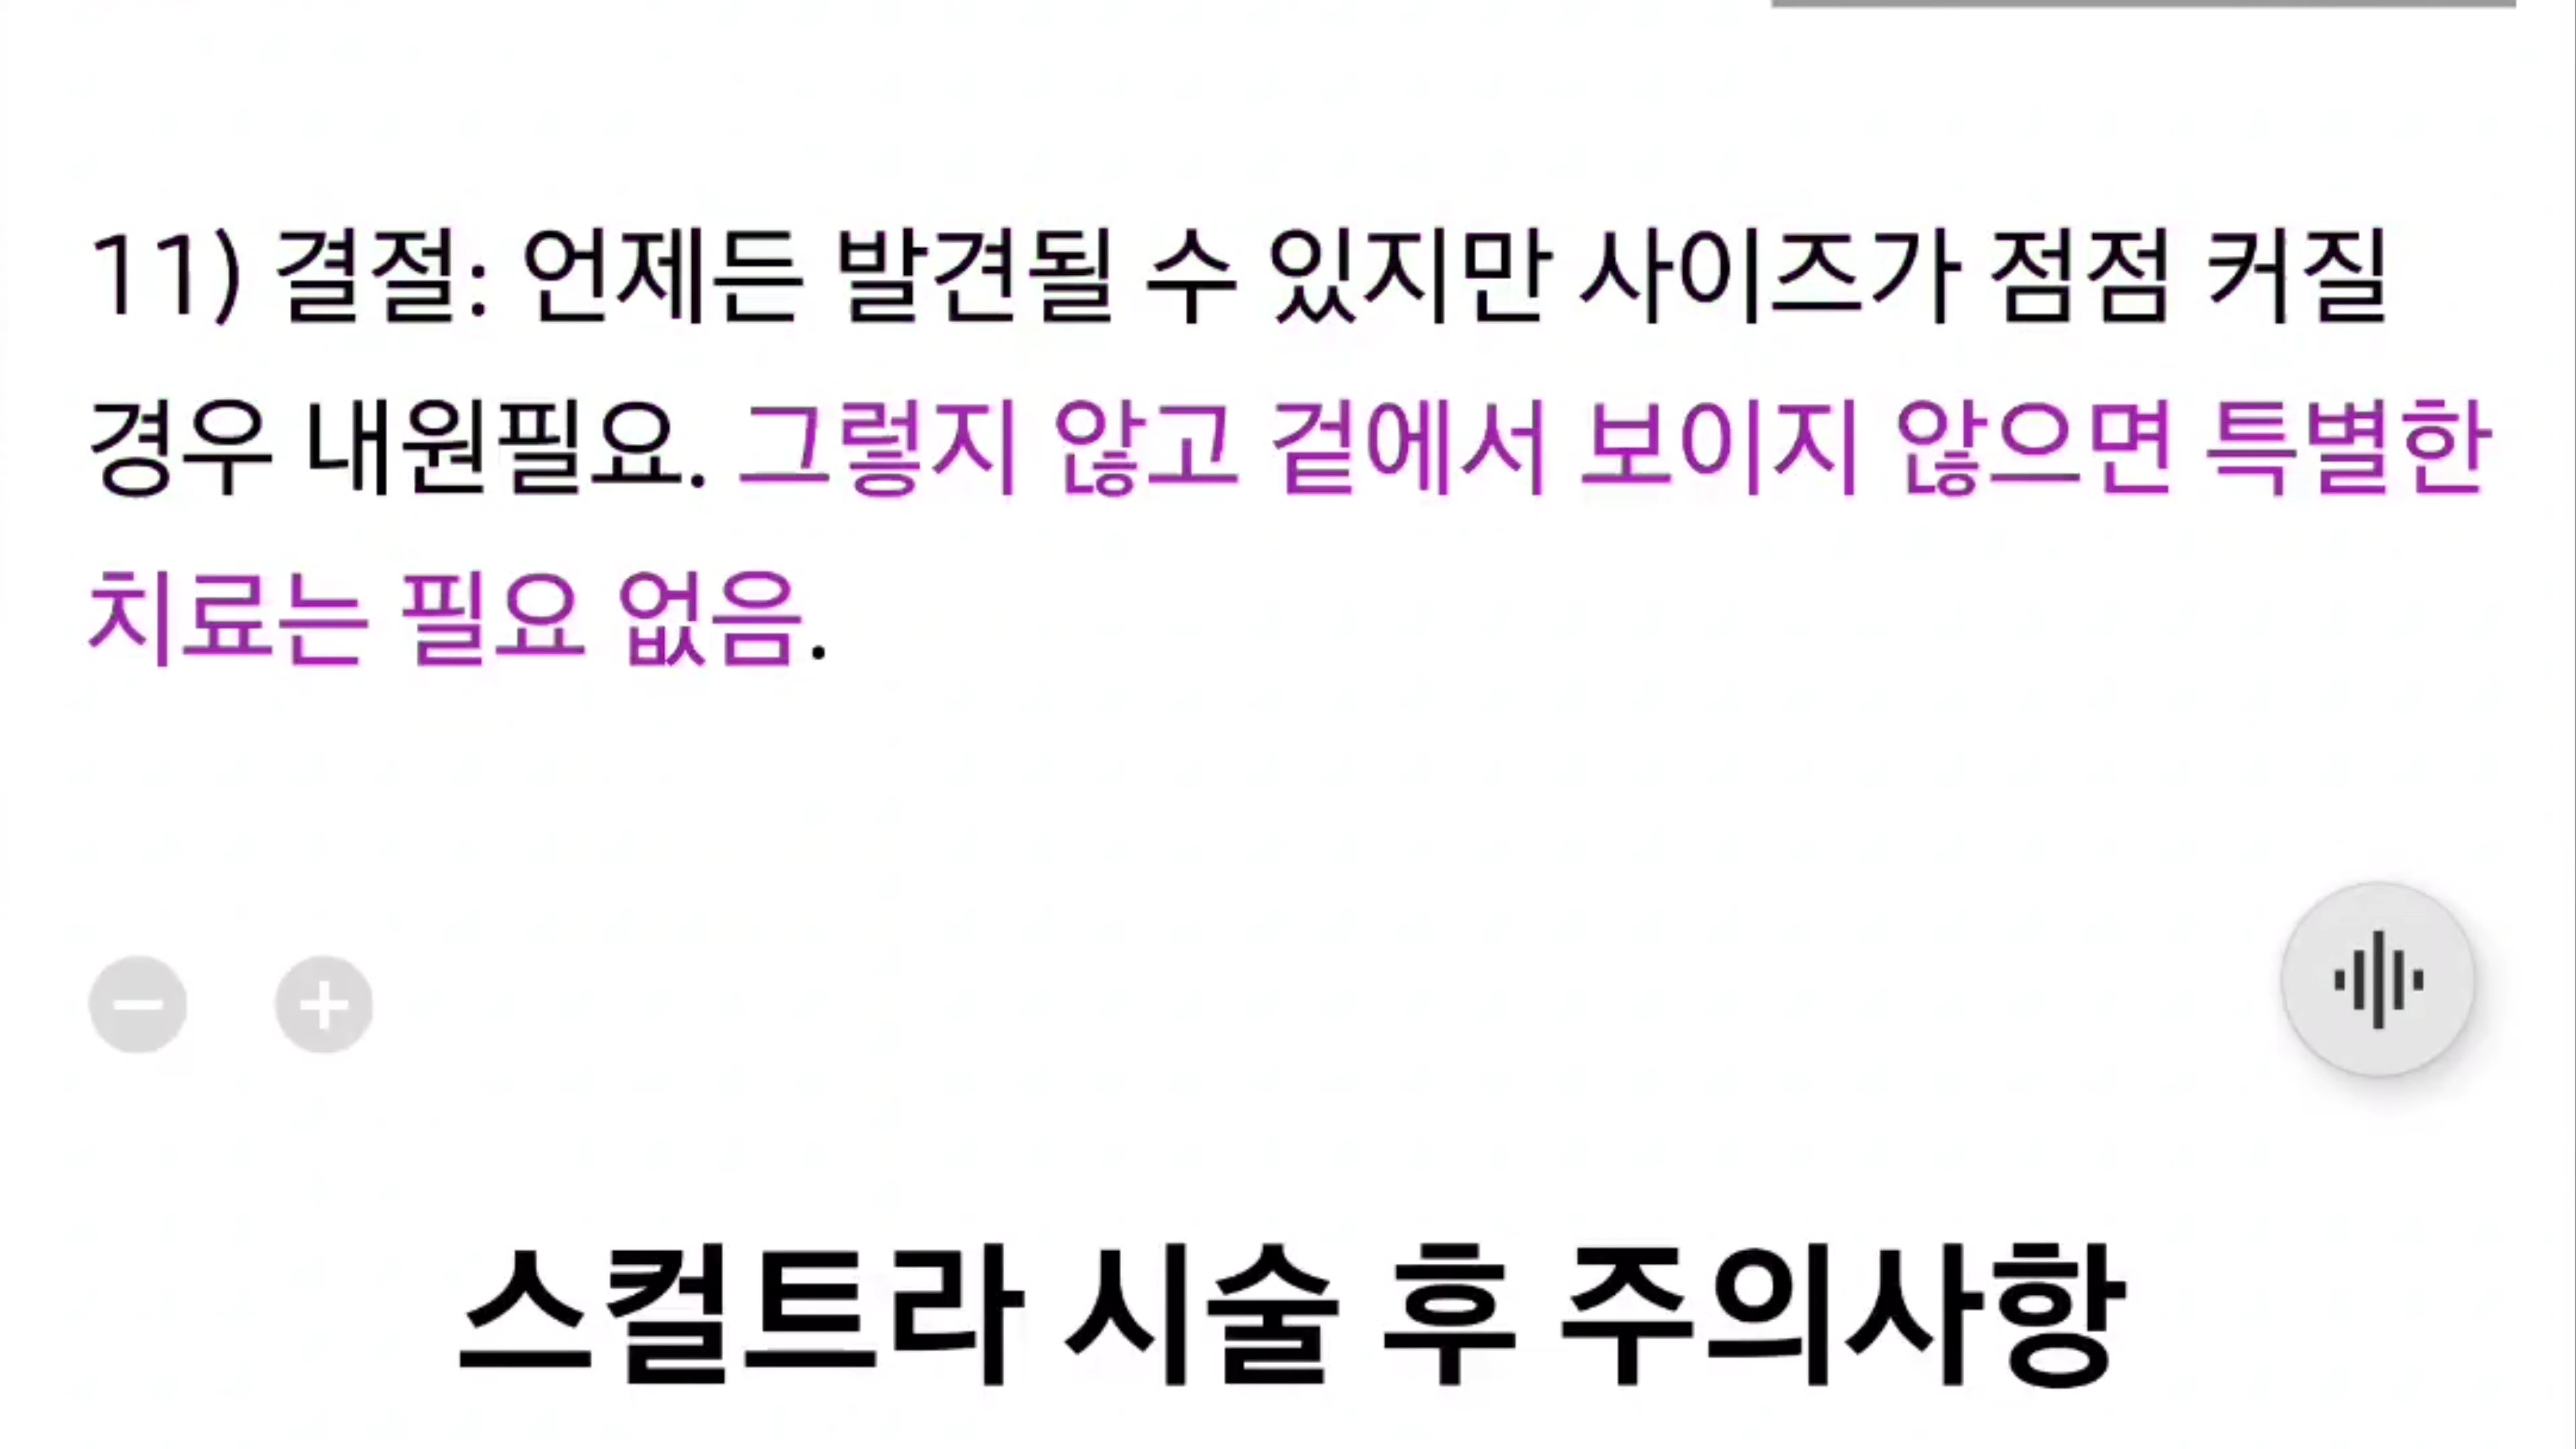 11) 결절: 언제든 발견될 수 있지만 사이즈가 점점 커질
경우 내원필요. 그렇지 않고 겉에서 보이지 않으면 특별한
치료는 필요 없음.
스컬트라 시술 후 주의사항